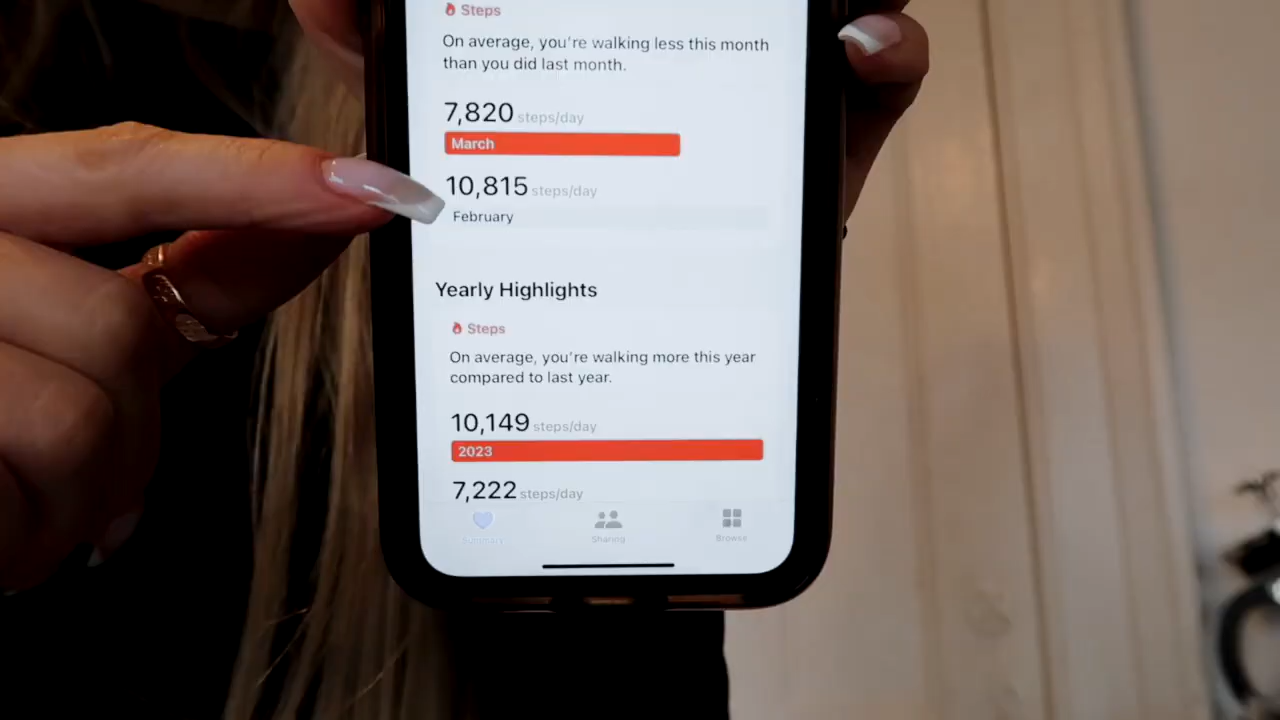 Steps
On average, you're walking less this month
than you did last month.
7,820 steps/day
March
10,815 steps/day
February
Yearly Highlights
Steps
On average, you're walking more this year
compared to last year.
10,149 steps/day
2023
7,222 steps/day
Summary
Sharing
Browse